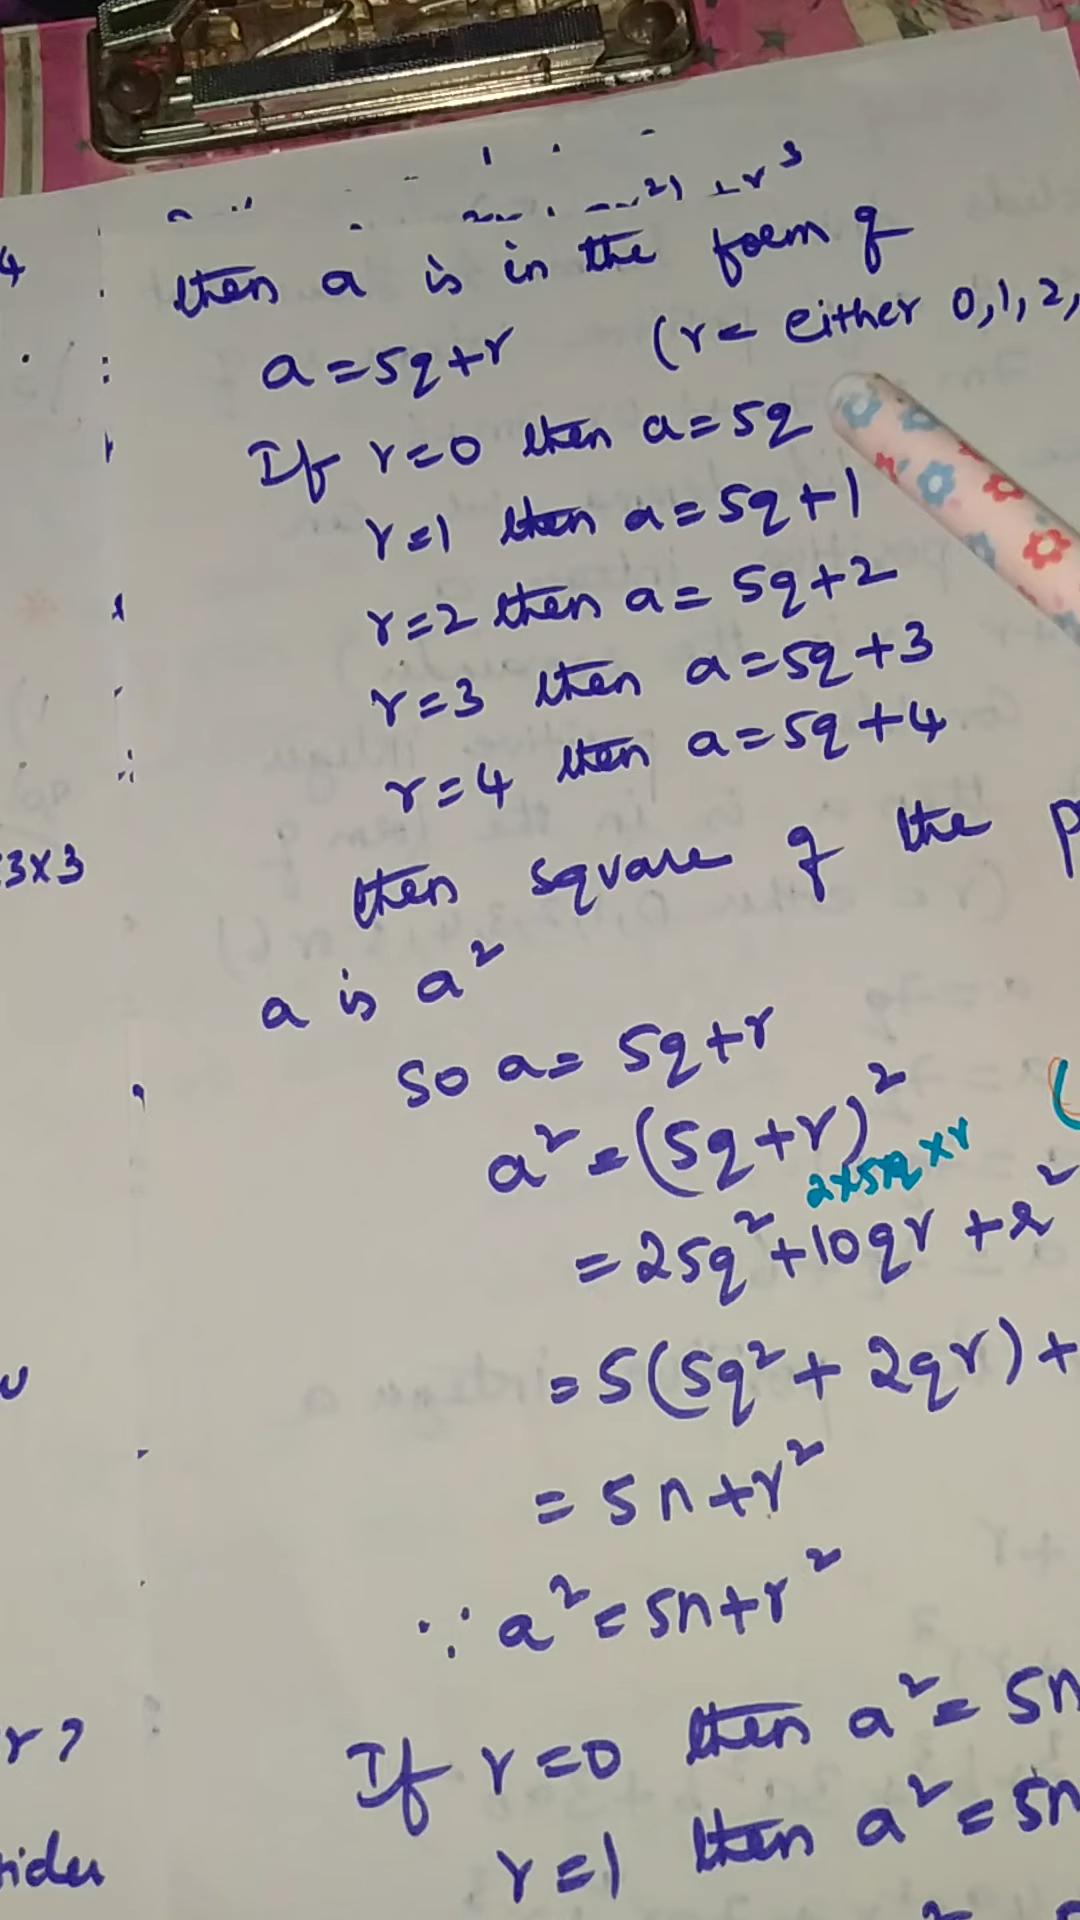 4
then a is in the form of
a=5q+r (r= either 0,1,2,
If r=0 then a=5q
r=1 then a=5q+1
r=2 then a=5q+2
r=3 then a=5q+3
r=4 then a=5q+4
3x3
then square of the
a is a²
So a= 5q+r
a²=(5q+r)²
2x5qxr
=25q²+10qr+r²
=5(5q²+2qr)+
=5n+r²
∵ a²=5n+r²
r?
If r=0 then a²=5n
r=1 then a²=5n